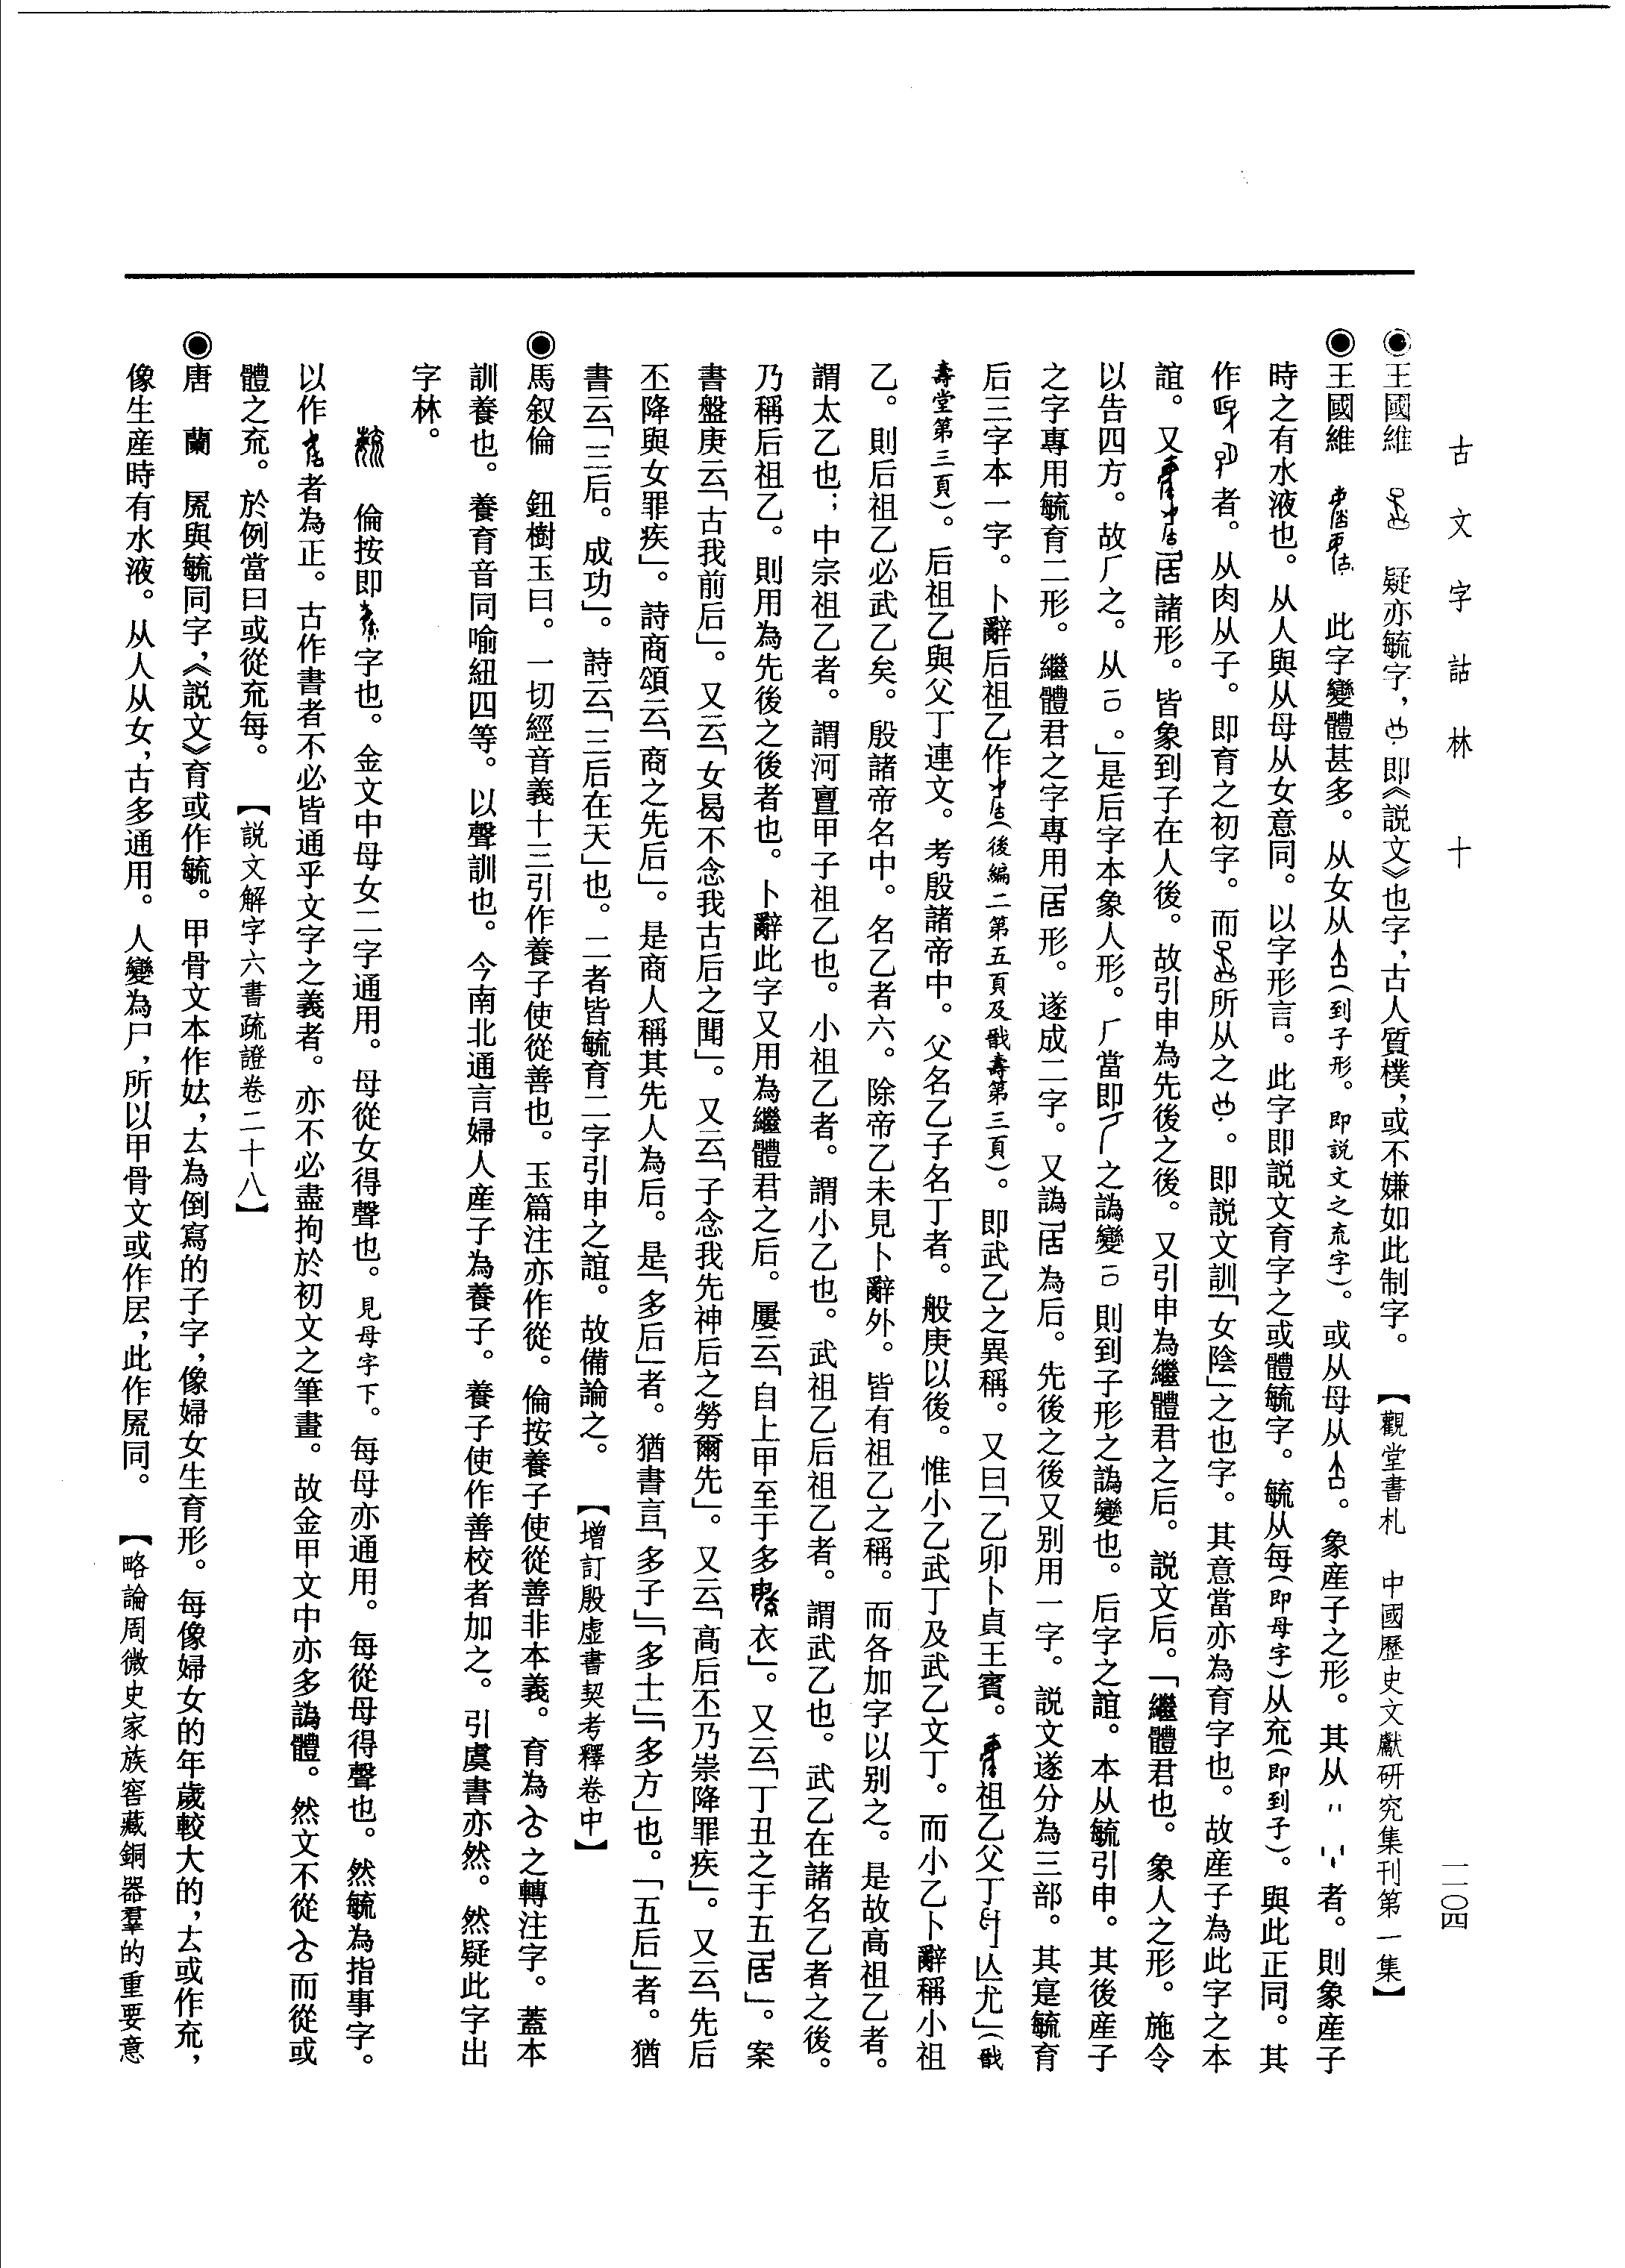 古文字詁林 十
一一〇四
◉王國維 疑亦毓字，即《説文》也字，古人質樸，或不嫌如此制字。 【觀堂書札 中國歷史文獻研究集刊第一集】
◉王國維 此字變體甚多。从女从（到子形。即説文之㐬字）。或从母从。象産子之形。其从者。則象産子
時之有水液也。从人與从母从女意同。以字形言。此字即説文育字之或體毓字。毓从每（即母字）从㐬（即到子）。與此正同。其
作者。从肉从子。即育之初字。而所从之。即説文訓「女陰」之也字。其意當亦為育字也。故産子為此字之本
誼。又諸形。皆象到子在人後。故引申為先後之後。又引申為繼體君之后。説文后。「繼體君也。象人之形。施令
以告四方。故厂之。从一口。」是后字本象人形。厂當即之譌變一口則到子形之譌變也。后字之誼。本从毓引申。其後産子
之字專用毓育二形。繼體君之字專用形。遂成二字。又譌為后。先後之後又别用一字。説文遂分為三部。其寔毓育
后三字本一字。卜辭后祖乙作（後編二第五頁及戩壽第三頁）。即武乙之異稱。又曰「乙卯卜貞王賓。祖乙父丁亾尤」（戩
壽堂第三頁）。后祖乙與父丁連文。考殷諸帝中。父名乙子名丁者。般庚以後。惟小乙武丁及武乙文丁。而小乙卜辭稱小祖
乙。則后祖乙必武乙矣。殷諸帝名中。名乙者六。除帝乙未見卜辭外。皆有祖乙之稱。而各加字以别之。是故高祖乙者。
謂太乙也；中宗祖乙者。謂河亶甲子祖乙也。小祖乙者。謂小乙也。武祖乙后祖乙者。謂武乙也。武乙在諸名乙者之後。
乃稱后祖乙。則用為先後之後者也。卜辭此字又用為繼體君之后。屢云「自上甲至于多衣」。又云「丁丑之于五」。案
書盤庚云「古我前后」。又云「女曷不念我古后之聞」。又云「子念我先神后之勞爾先」。又云「高后丕乃崇降罪疾」。又云「先后
丕降與女罪疾」。詩商頌云「商之先后」。是商人稱其先人為后。是「多后」者。猶書言「多子」「多士」「多方」也。「五后」者。猶
書云「三后。成功」。詩云「三后在天」也。二者皆毓育二字引申之誼。故備論之。 【增訂殷虚書契考釋卷中】
◉馬叙倫 鈕樹玉曰。一切經音義十三引作養子使從善也。玉篇注亦作從。倫按養子使從善非本義。育為𠫓之轉注字。蓋本
訓養也。養育音同喻紐四等。以聲訓也。今南北通言婦人産子為養子。養子使作善校者加之。引虞書亦然。然疑此字出
字林。
倫按即字也。金文中母女二字通用。母從女得聲也。見母字下。每母亦通用。每從母得聲也。然毓為指事字。
以作者為正。古作書者不必皆通乎文字之義者。亦不必盡拘於初文之筆畫。故金甲文中亦多譌體。然文不從𠫓而從或
體之㐬。於例當曰或從㐬每。 【説文解字六書疏證卷二十八】
◉唐 蘭 𡱝與毓同字，《説文》育或作毓。甲骨文本作㚎，𠫓為倒寫的子字，像婦女生育形。每像婦女的年歲較大的，𠫓或作㐬，
像生産時有水液。从人从女，古多通用。人變為尸，所以甲骨文或作，此作同。 【略論周微史家族窖藏銅器羣的重要意